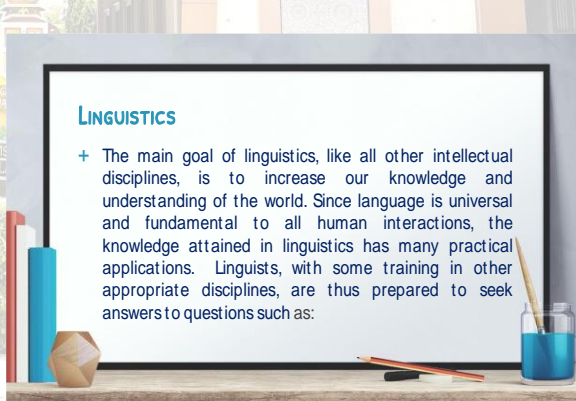 LINGUISTICS
+ The main goal of linguistics, like all other intellectual
disciplines, is to increase our knowledge and
understanding of the world. Since language is universal
and fundamental to all human interactions, the
knowledge attained in linguistics has many practical
applications. Linguists, with some training in other
appropriate disciplines, are thus prepared to seek
answers to questions such as: